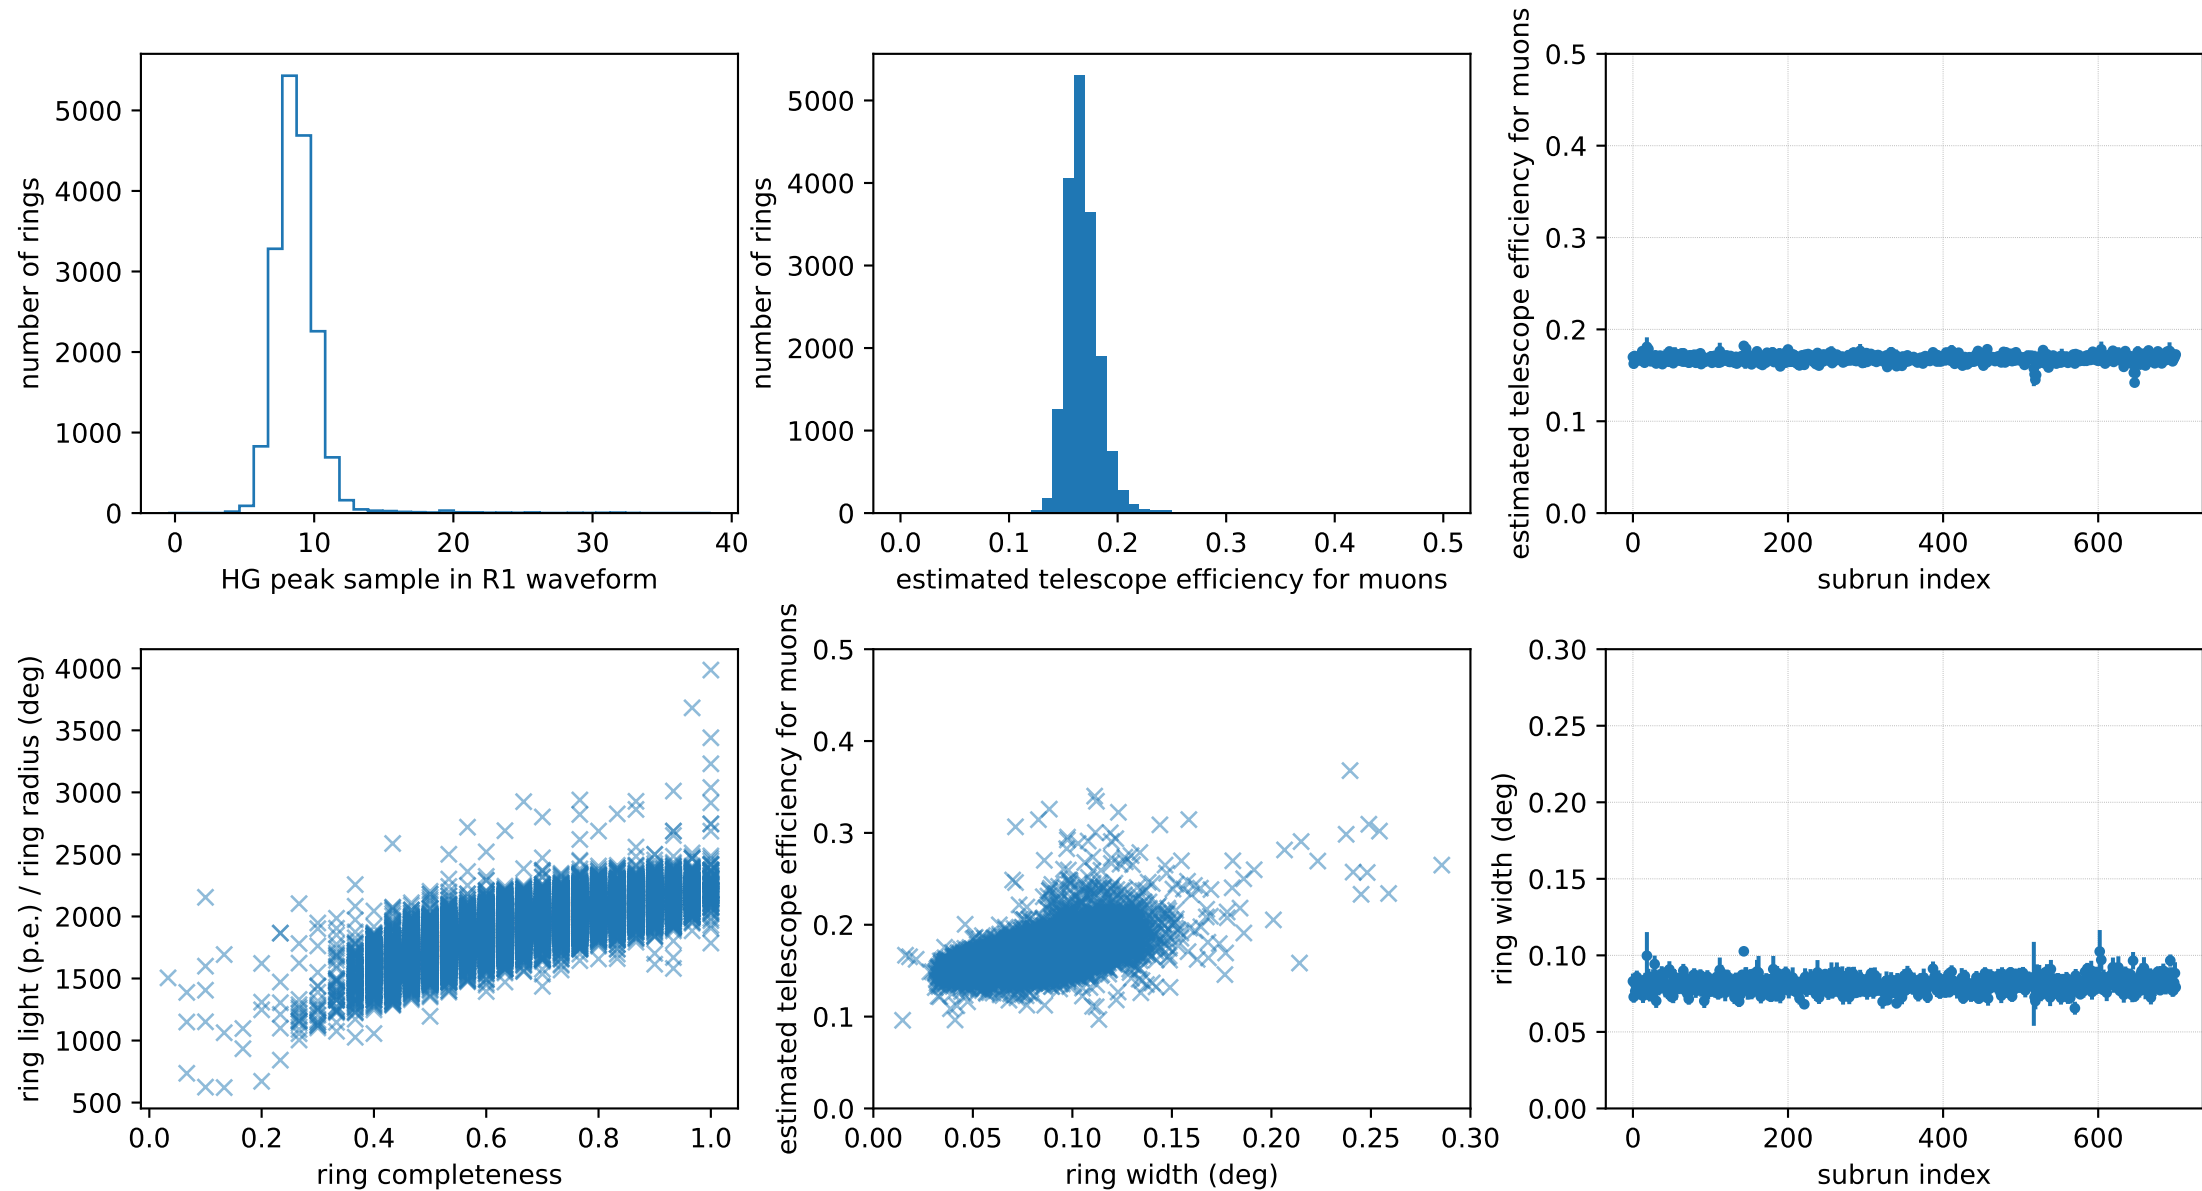 number of rings
5000
4000
3000
2000
1000
0
0 10 20 30 40
HG peak sample in R1 waveform
number of rings
5000
4000
3000
2000
1000
0
0.0 0.1 0.2 0.3 0.4 0.5
estimated telescope efficiency for muons
estimated telescope efficiency for muons
0.5
0.4
0.3
0.2
0.1
0.0
0 200 400 600
subrun index
ring light (p.e.) / ring radius (deg)
4000
3500
3000
2500
2000
1500
1000
500
0.0 0.2 0.4 0.6 0.8 1.0
ring completeness
estimated telescope efficiency for muons
0.5
0.4
0.3
0.2
0.1
0.0
0.00 0.05 0.10 0.15 0.20 0.25 0.30
ring width (deg)
ring width (deg)
0.30
0.25
0.20
0.15
0.10
0.05
0.00
0 200 400 600
subrun index